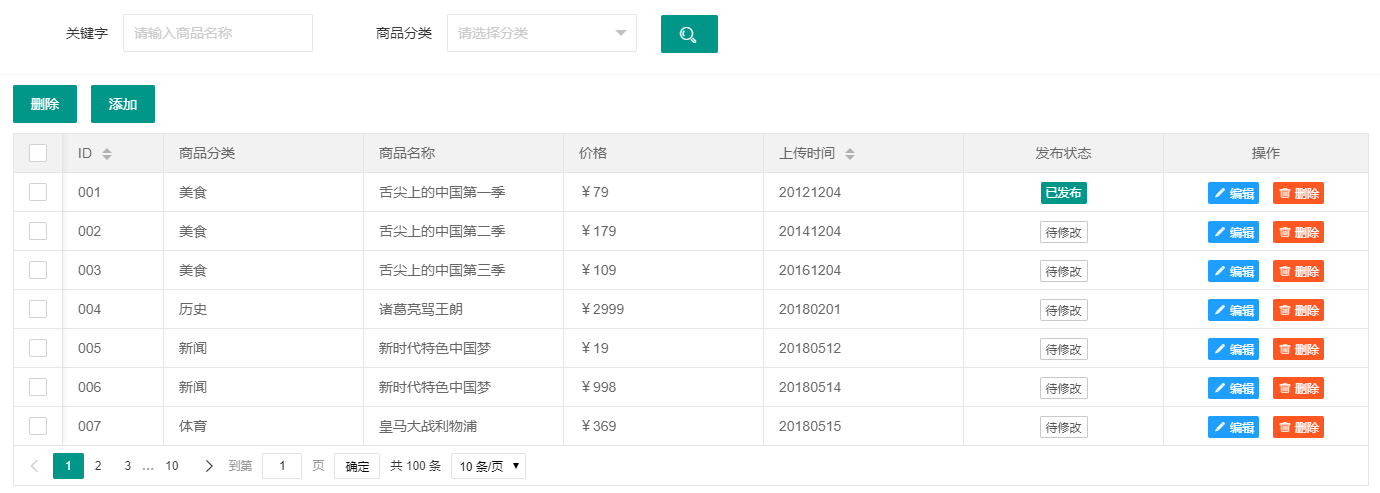 关键字 请输入商品名称 商品分类 请选择分类
删除 添加
ID 商品分类 商品名称 价格 上传时间 发布状态 操作
001 美食 舌尖上的中国第一季 ￥79 20121204 已发布 编辑 删除
002 美食 舌尖上的中国第二季 ￥179 20141204 待修改 编辑 删除
003 美食 舌尖上的中国第三季 ￥109 20161204 待修改 编辑 删除
004 历史 诸葛亮骂王朗 ￥2999 20180201 待修改 编辑 删除
005 新闻 新时代特色中国梦 ￥19 20180512 待修改 编辑 删除
006 新闻 新时代特色中国梦 ￥998 20180514 待修改 编辑 删除
007 体育 皇马大战利物浦 ￥369 20180515 待修改 编辑 删除
1 2 3 … 10 到第 1 页 确定 共 100 条 10 条/页